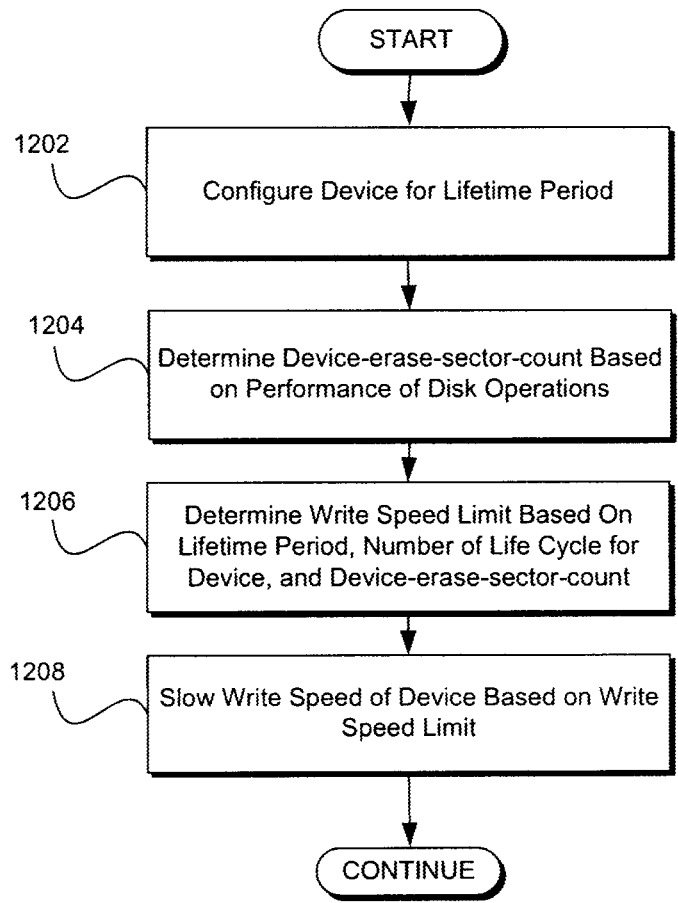 START
1202
Configure Device for Lifetime Period
1204
Determine Device-erase-sector-count Based
on Performance of Disk Operations
1206
Determine Write Speed Limit Based On
Lifetime Period, Number of Life Cycle for
Device, and Device-erase-sector-count
1208
Slow Write Speed of Device Based on Write
Speed Limit
CONTINUE